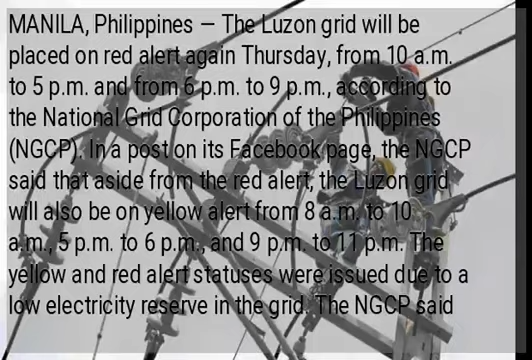 MANILA, Philippines — The Luzon grid will be
placed on red alert again Thursday, from 10 a.m.
to 5 p.m. and from 6 p.m. to 9 p.m., according to
the National Grid Corporation of the Philippines
(NGCP). In a post on its Facebook page, the NGCP
said that aside from the red alert, the Luzon grid
will also be on yellow alert from 8 a.m. to 10
a.m., 5 p.m. to 6 p.m., and 9 p.m. to 11 p.m. The
yellow and red alert statuses were issued due to a
low electricity reserve in the grid. The NGCP said